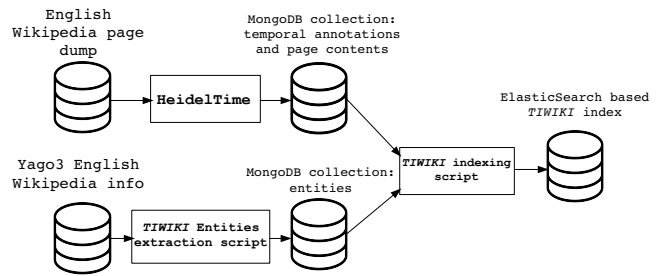 English
Wikipedia page
dump
HeidelTime
MongoDB collection:
temporal annotations
and page contents
ElasticSearch based
TIWIKI index
TIWIKI indexing
script
Yago3 English
Wikipedia info
TIWIKI Entities
extraction script
MongoDB collection:
entities